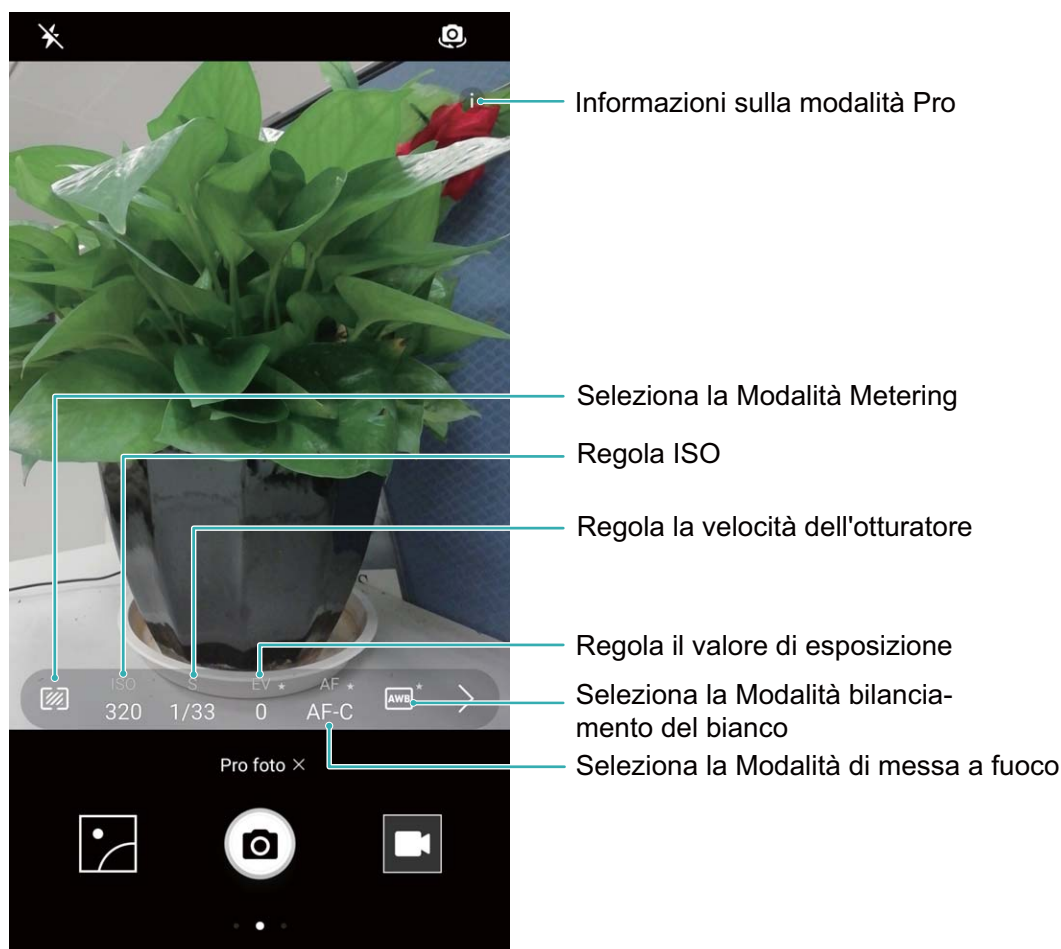 i
Informazioni sulla modalità Pro
Seleziona la Modalità Metering
Regola ISO
Regola la velocità dell'otturatore
Regola il valore di esposizione
Seleziona la Modalità bilancia-
mento del bianco
Seleziona la Modalità di messa a fuoco
ISO S EV AF AWB
320 1/33 0 AF-C
Pro foto ×